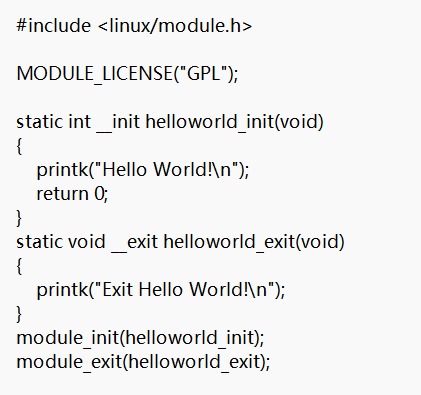 #include <linux/module.h>
MODULE_LICENSE("GPL");
static int __init helloworld_init(void)
{
printk("Hello World!\n");
return 0;
}
static void __exit helloworld_exit(void)
{
printk("Exit Hello World!\n");
}
module_init(helloworld_init);
module_exit(helloworld_exit);